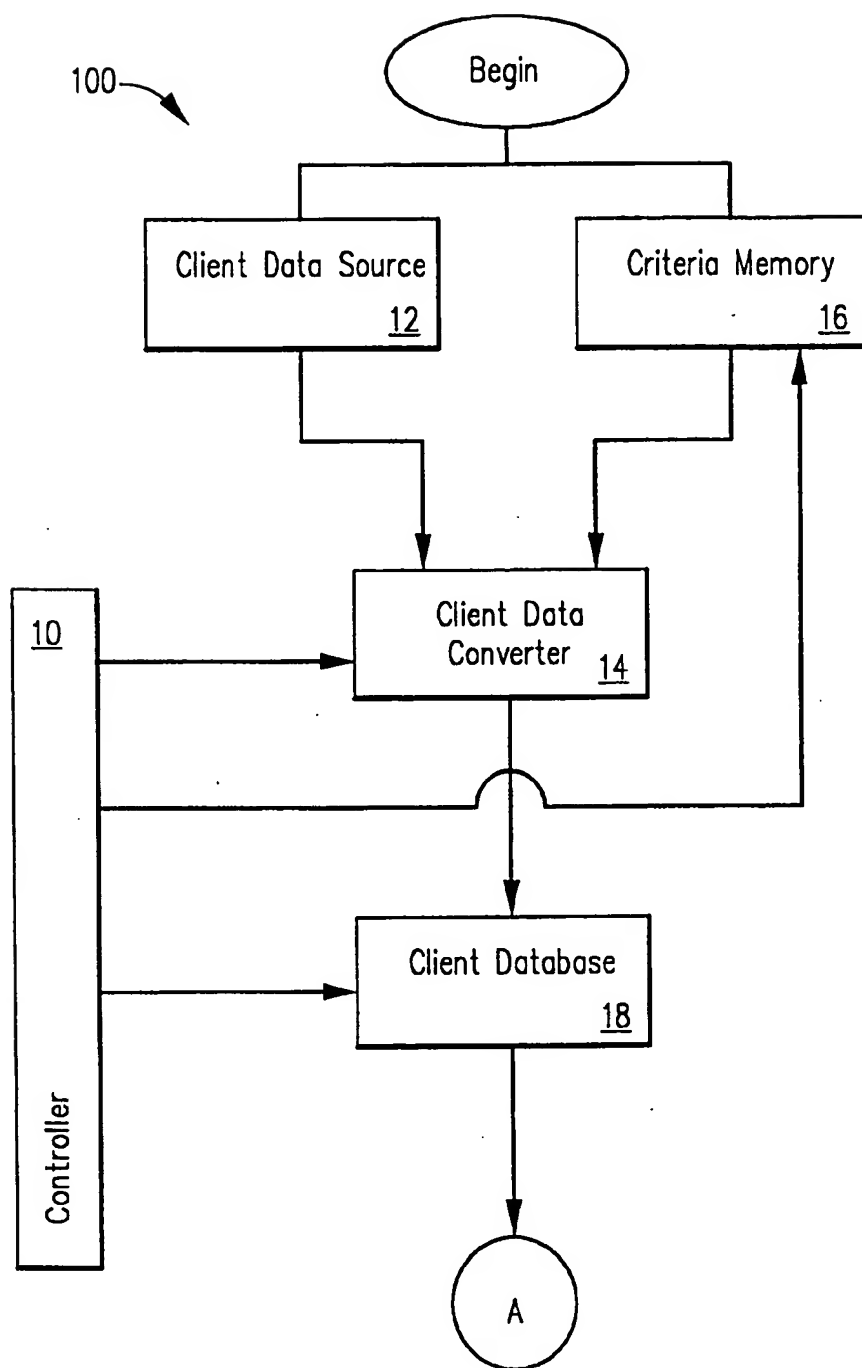 Begin
100
Client Data Source
12
Criteria Memory
16
10
Client Data
Converter
14
Client Database
18
Controller
A